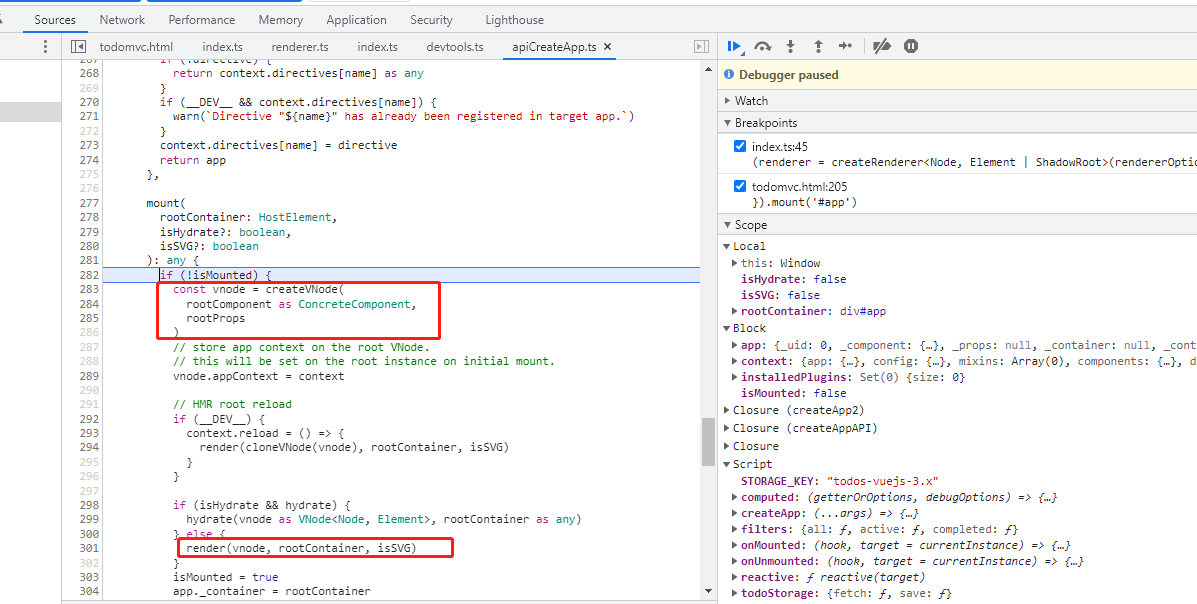 Sources Network Performance Memory Application Security Lighthouse
todomvc.html index.ts renderer.ts index.ts devtools.ts apiCreateApp.ts ×
267 if (!directive) {
268 return context.directives[name] as any
269 }
270 if (__DEV__ && context.directives[name]) {
271 warn(`Directive "${name}" has already been registered in target app.`)
272 }
273 context.directives[name] = directive
274 return app
275 },
276
277 mount(
278 rootContainer: HostElement,
279 isHydrate?: boolean,
280 isSVG?: boolean
281 ): any {
282 if (!isMounted) {
283 const vnode = createVNode(
284 rootComponent as ConcreteComponent,
285 rootProps
286 )
287 // store app context on the root VNode.
288 // this will be set on the root instance on initial mount.
289 vnode.appContext = context
290
291 // HMR root reload
292 if (__DEV__) {
293 context.reload = () => {
294 render(cloneVNode(vnode), rootContainer, isSVG)
295 }
296 }
297
298 if (isHydrate && hydrate) {
299 hydrate(vnode as VNode<Node, Element>, rootContainer as any)
300 } else {
301 render(vnode, rootContainer, isSVG)
302 }
303 isMounted = true
304 app._container = rootContainer
Debugger paused
Watch
Breakpoints
index.ts:45
(renderer = createRenderer<Node, Element | ShadowRoot>(rendererOptic
todomvc.html:205
}).mount('#app')
Scope
Local
this: Window
isHydrate: false
isSVG: false
rootContainer: div#app
Block
app: {_uid: 0, _component: {…}, _props: null, _container: null, _cont
context: {app: {…}, config: {…}, mixins: Array(0), components: {…}, d
installedPlugins: Set(0) {size: 0}
isMounted: false
Closure (createApp2)
Closure (createAppAPI)
Closure
Script
STORAGE_KEY: "todos-vuejs-3.x"
computed: (getterOrOptions, debugOptions) => {…}
createApp: (...args) => {…}
filters: {all: ƒ, active: ƒ, completed: ƒ}
onMounted: (hook, target = currentInstance) => {…}
onUnmounted: (hook, target = currentInstance) => {…}
reactive: ƒ reactive(target)
todoStorage: {fetch: ƒ, save: ƒ}